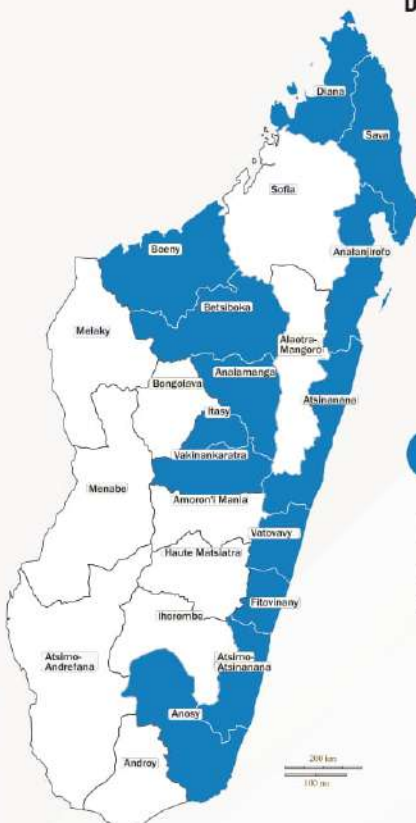 D
Diana
Sava
Sofia
Analanjirofo
Boeny
Betsiboka
Melaky
Alaotra-
Mangoro
Analamanga
Bongolava
Itasy
Atsinanana
Vakinankaratra
Menabe
Amoron'i Mania
Vatovavy
Haute Matsiatra
Fitovinany
Ihorombe
Atsimo-
Andrefana
Atsimo-
Atsinanana
Anosy
Androy
200 km
100 mi